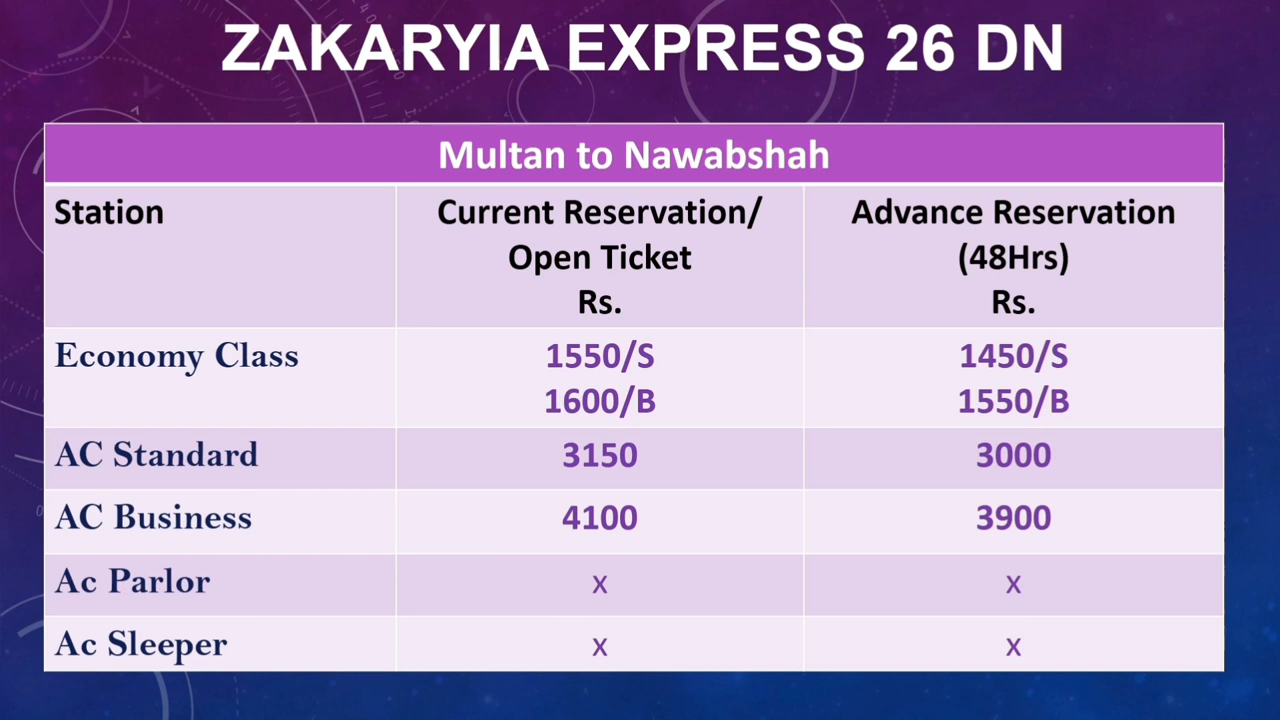 ZAKARYIA EXPRESS 26 DN
Multan to Nawabshah
Station
Current Reservation/
Open Ticket
Rs.
Advance Reservation
(48Hrs)
Rs.
Economy Class
1550/S
1600/B
1450/S
1550/B
AC Standard
3150
3000
AC Business
4100
3900
Ac Parlor
x
x
Ac Sleeper
x
x